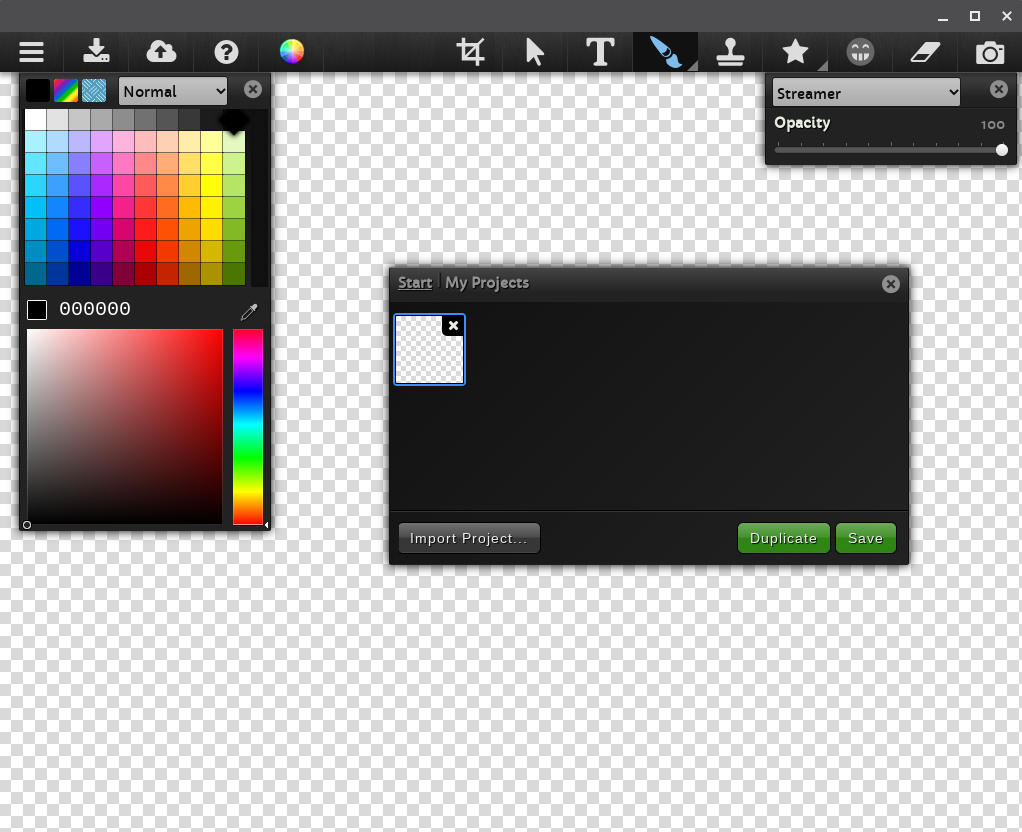 Normal
Streamer
Opacity 100
Start My Projects
000000
Import Project... Duplicate Save